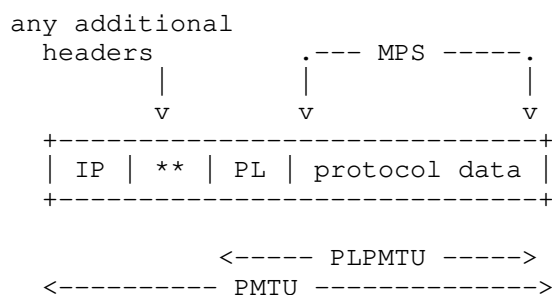 any additional
  headers         .--- MPS -----.
         |        |             |
         v        v             v
  +------------------------------+
  | IP | ** | PL | protocol data |
  +------------------------------+

             <----- PLPMTU ----->
  <---------- PMTU -------------->